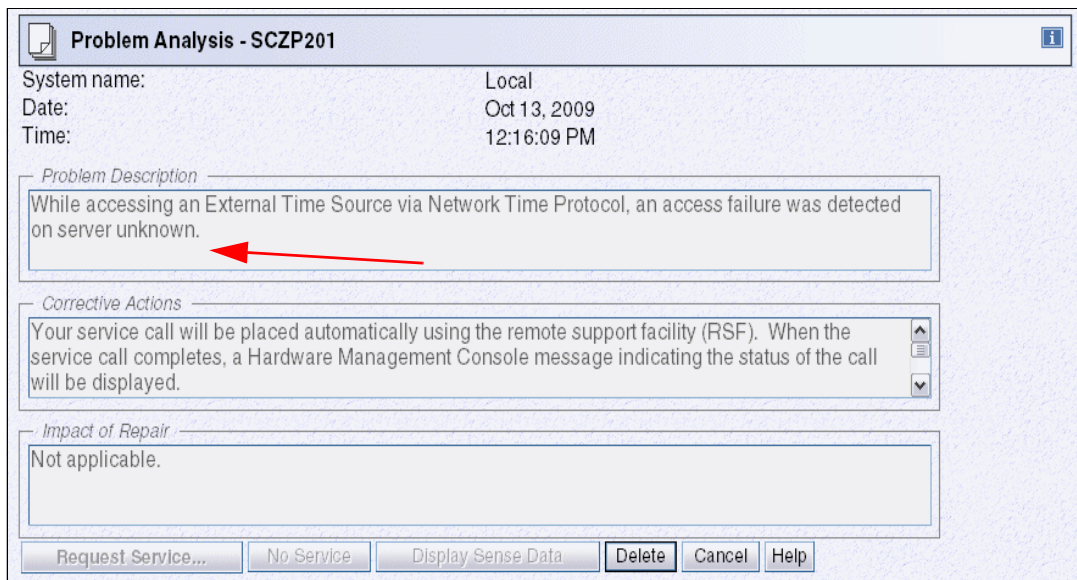 Problem Analysis - SCZP201
i
System name: Local
Date: Oct 13, 2009
Time: 12:16:09 PM
Problem Description
While accessing an External Time Source via Network Time Protocol, an access failure was detected
on server unknown.
Corrective Actions
Your service call will be placed automatically using the remote support facility (RSF). When the
service call completes, a Hardware Management Console message indicating the status of the call
will be displayed.
Impact of Repair
Not applicable.
Request Service... No Service Display Sense Data Delete Cancel Help